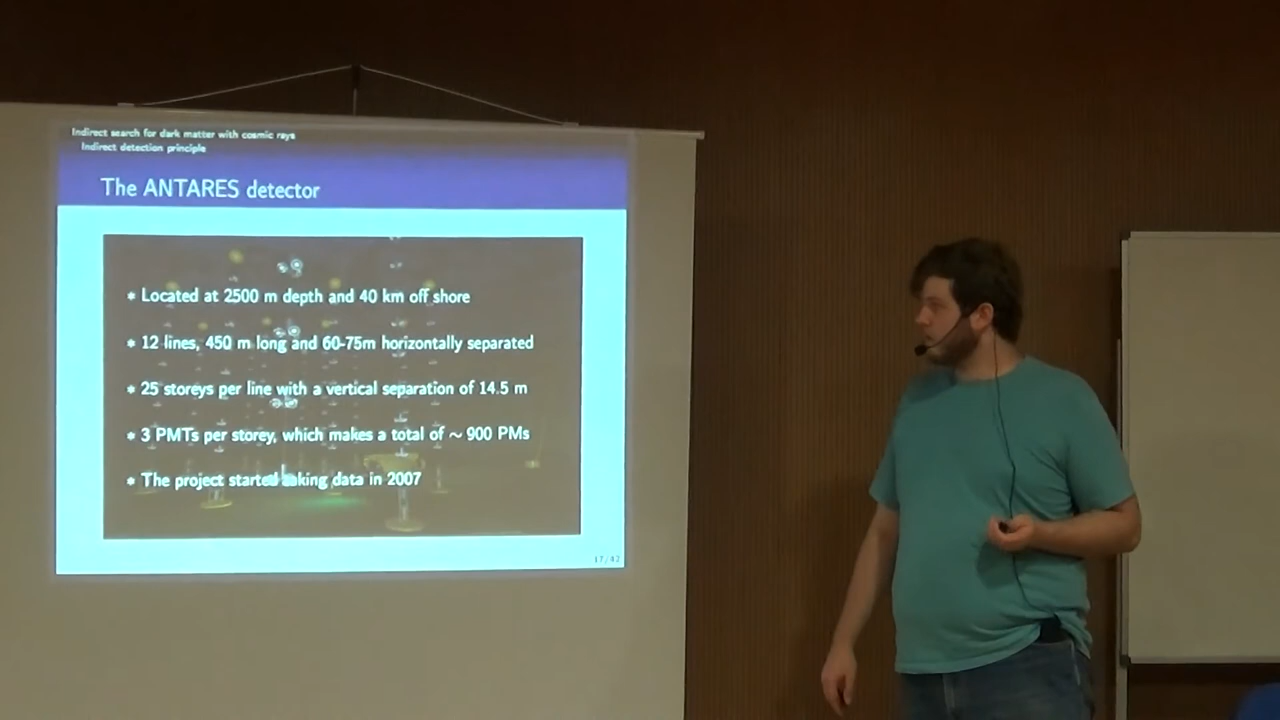 Indirect search for dark matter with cosmic rays
Indirect detection principle
The ANTARES detector
* Located at 2500 m depth and 40 km off shore
* 12 lines, 450 m long and 60-75m horizontally separated
* 25 storeys per line with a vertical separation of 14.5 m
* 3 PMTs per storey, which makes a total of ~ 900 PMs
* The project started taking data in 2007
17/42